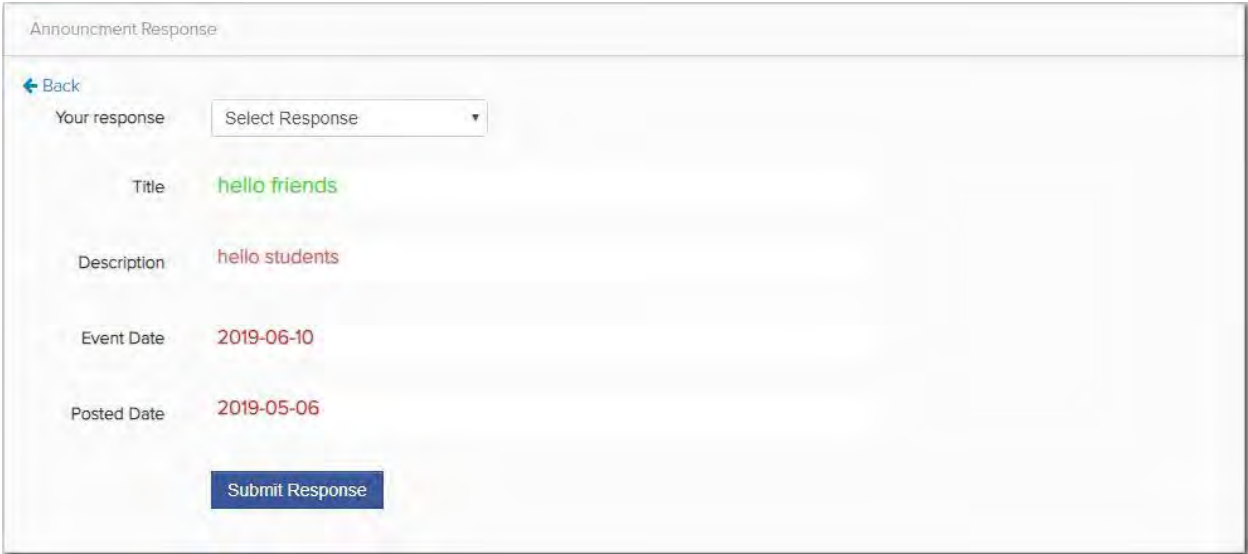 Announcment Response
Back
Your response Select Response
Title hello friends
Description hello students
Event Date 2019-06-10
Posted Date 2019-05-06
Submit Response